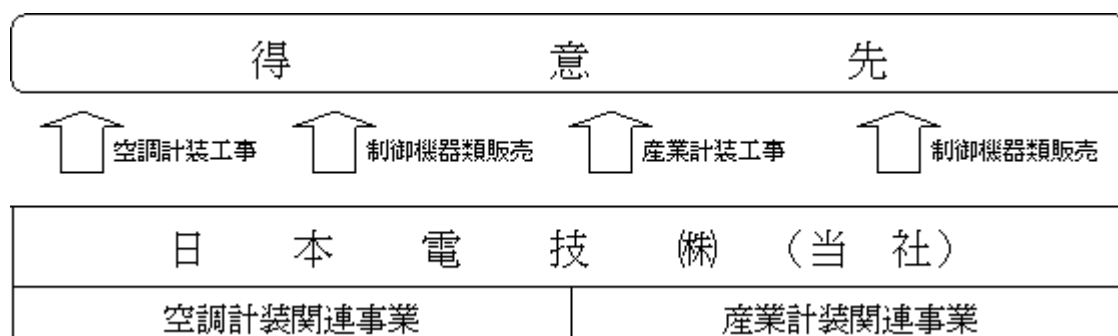 得意先
空調計装工事 制御機器類販売 産業計装工事 制御機器類販売
日本電技㈱（当社）
空調計装関連事業 産業計装関連事業